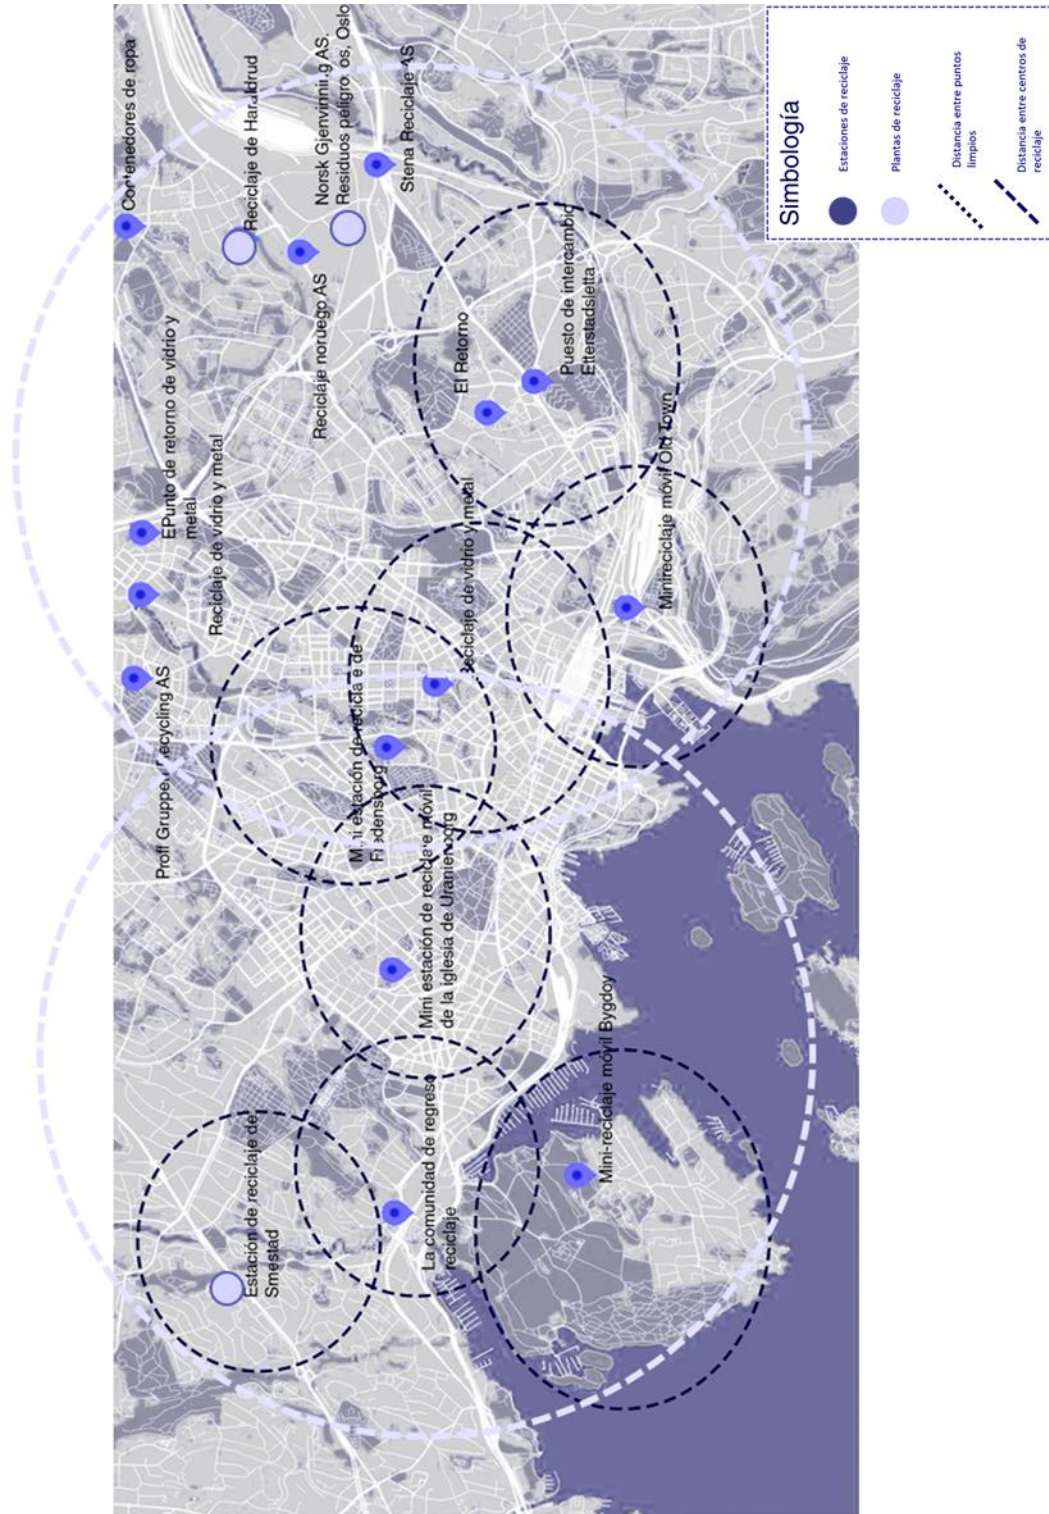 Contenedores de ropa
Proff Gruppen Recycling AS
EPunto de retorno de vidrio y
metal
Reciclaje de vidrio y metal
Reciclaje de Haraldrud
Estación de reciclaje de
Smestad
Reciclaje noruego AS
Norsk Gjenvinning AS.
Residuos peligrosos, Oslo
Mini estación de reciclaje de
Fredensborg
Stena Reciclaje AS
La comunidad de regreso
reciclaje
Mini estación de reciclaje móvil
de la iglesia de Uranienborg
El Retorno
Reciclaje de vidrio y metal
Puesto de intercambio
Etterstadsletta
Mini-reciclaje móvil Bygdoy
Minireciclaje móvil Old Town
Simbología
Estaciones de reciclaje
Plantas de reciclaje
Distancia entre puntos
limpios
Distancia entre centros de
reciclaje